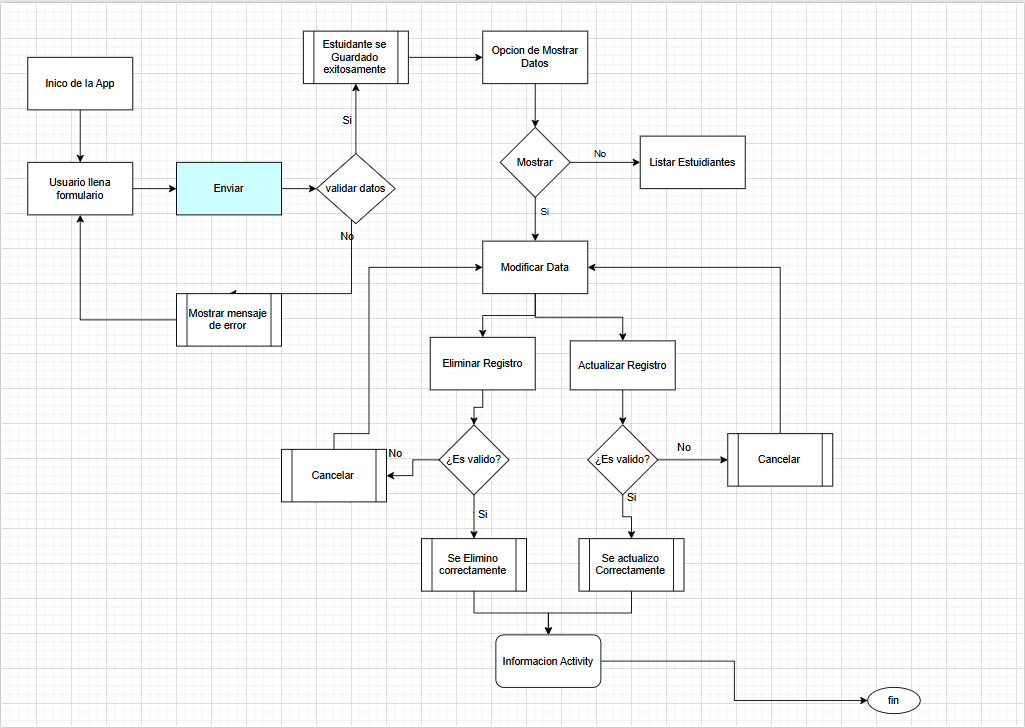 Inico de la App
Usuario llena
formulario
Enviar
validar datos
Si
Estuidante se
Guardado
exitosamente
Opcion de Mostrar
Datos
Mostrar
No
Listar Estuidiantes
Si
No
Mostrar mensaje
de error
Modificar Data
Eliminar Registro
Actualizar Registro
¿Es valido?
No
Cancelar
¿Es valido?
No
Cancelar
Si
Si
Se Elimino
correctamente
Se actualizo
Correctamente
Informacion Activity
fin